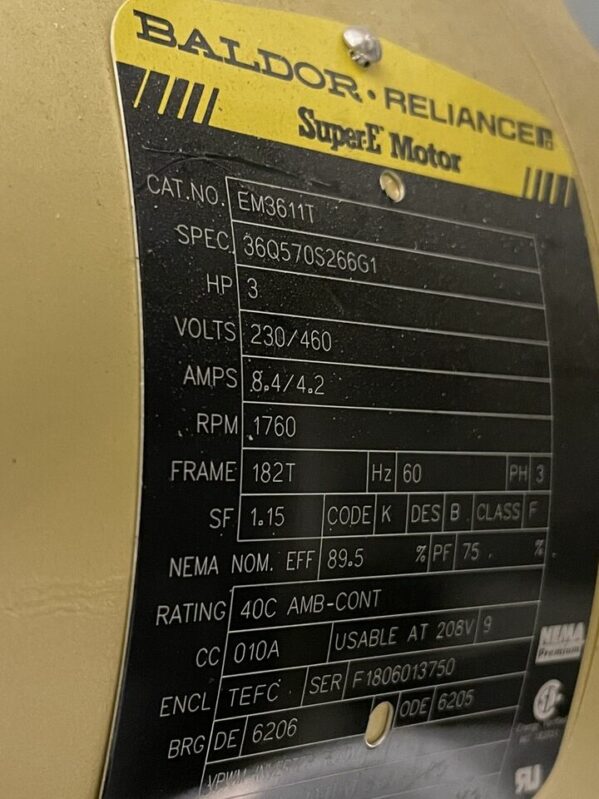 BALDOR · RELIANCE
Super-E Motor
CAT.NO. EM3611T
SPEC. 36Q570S266G1
HP 3
VOLTS 230/460
AMPS 8.4/4.2
RPM 1760
FRAME 182T Hz 60 PH 3
SF 1.15 CODE K DES B CLASS F
NEMA NOM. EFF 89.5 % PF 75 %
RATING 40C AMB-CONT
CC 010A USABLE AT 208V 9
NEMA
Premium
ENCL TEFC SER F1806013750
BRG DE 6206 ODE 6205